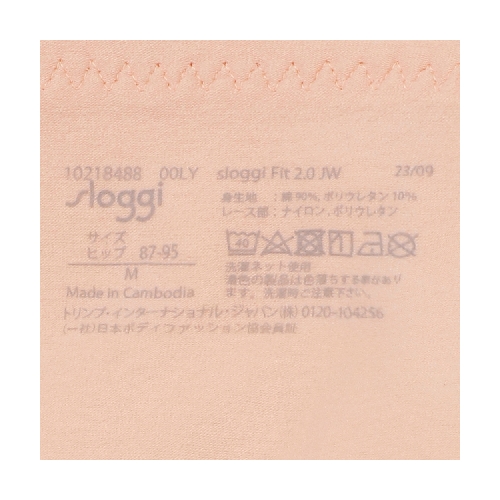 10218488 00LY sloggi Fit 2.0 JW 23/09
sloggi
身生地 : 綿 90%, ポリウレタン 10%
レース部 : ナイロン, ポリウレタン
サイズ
ヒップ 87-95
M
Made in Cambodia
40
洗濯ネット使用
濃色の製品は色落ちする事があり
ます。洗濯時ご注意下さい。
トリンプ・インターナショナル・ジャパン(株) 0120-104256
(一社)日本ボディファッション協会員証